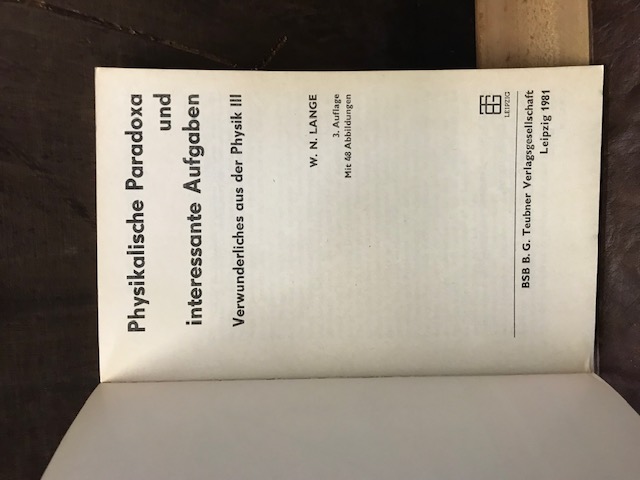 Physikalische Paradoxa
und
interessante Aufgaben
Verwunderliches aus der Physik III
W. N. LANGE
3. Auflage
Mit 48 Abbildungen
LEIPZIG
BSB B. G. Teubner Verlagsgesellschaft
Leipzig 1981